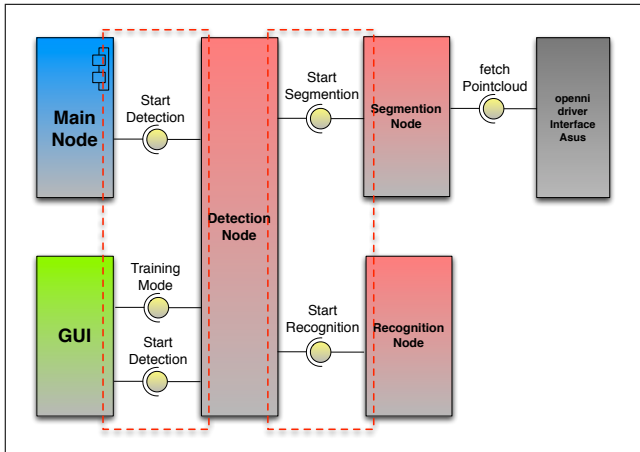 Main
Node
Start
Detection
Detection
Node
Start
Segmention
Segmention
Node
fetch
Pointcloud
openni
driver
Interface
Asus
GUI
Training
Mode
Start
Detection
Start
Recognition
Recognition
Node